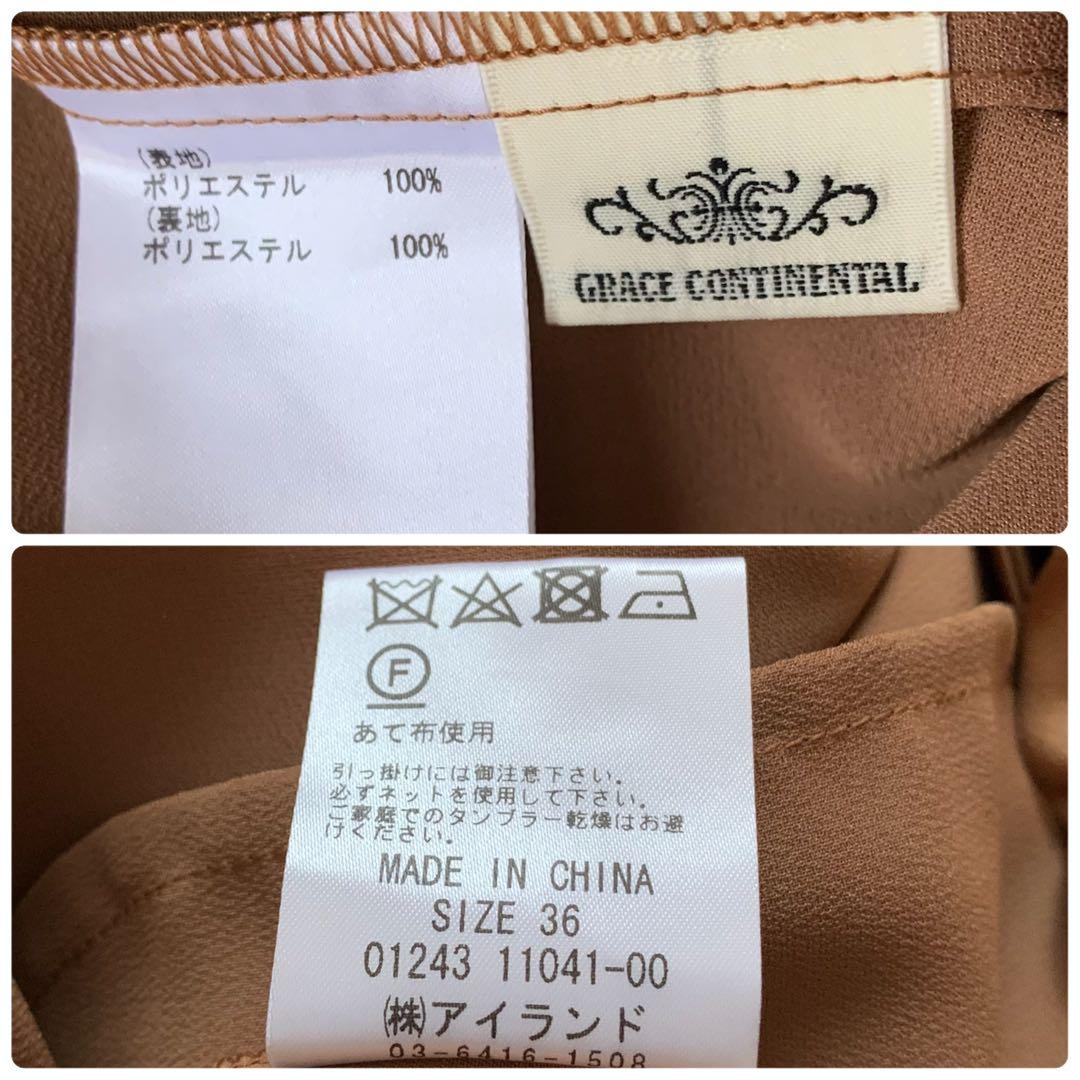 (表地)
ポリエステル 100%
(裏地)
ポリエステル 100%
GRACE CONTINENTAL
F
あて布使用
引っ掛けには御注意下さい。
必ずネットを使用して下さい。
ご家庭でのタンブラー乾燥はお避
けください。
MADE IN CHINA
SIZE 36
01243 11041-00
(株)アイランド
03-6416-1508